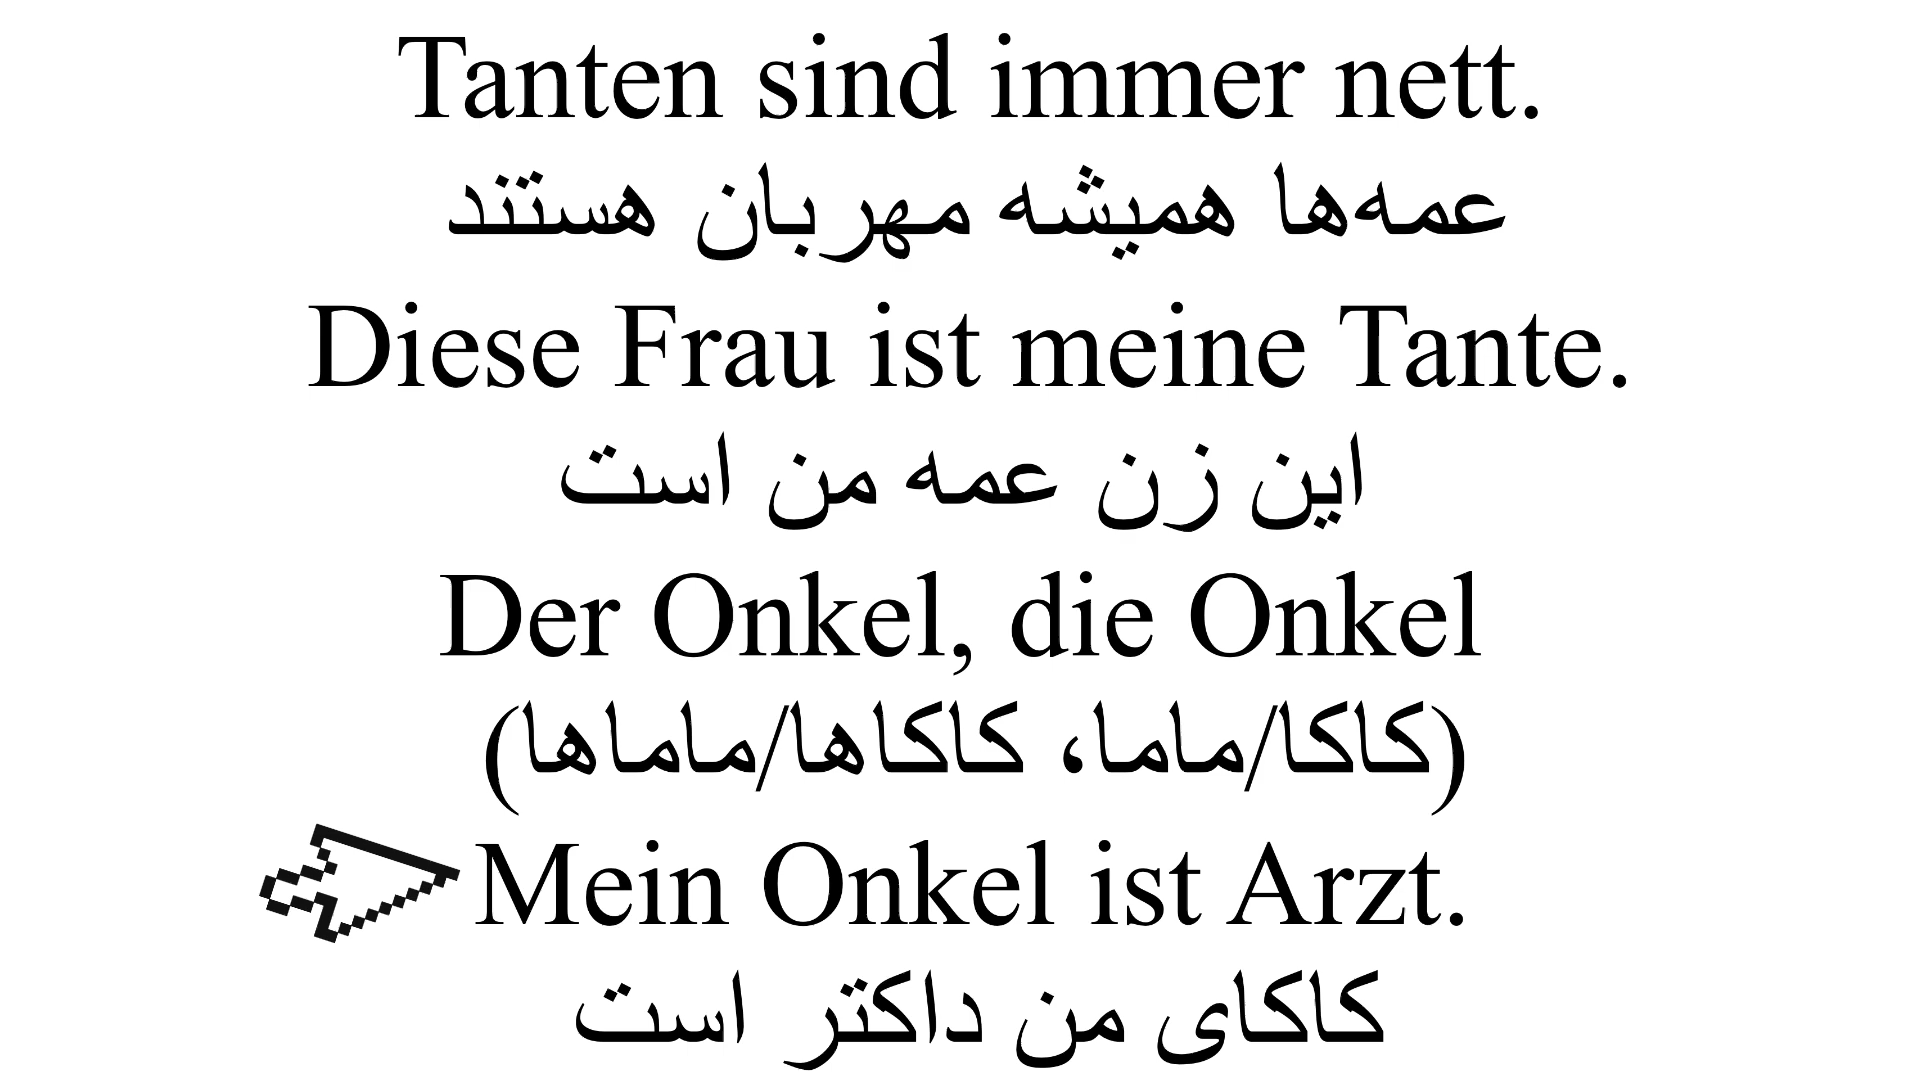 Tanten sind immer nett.
عمه‌ها همیشه مهربان هستند
Diese Frau ist meine Tante.
این زن عمه من است
Der Onkel, die Onkel
(کاکا/ماما، کاکاها/ماماها)
Mein Onkel ist Arzt.
کاکای من داکتر است